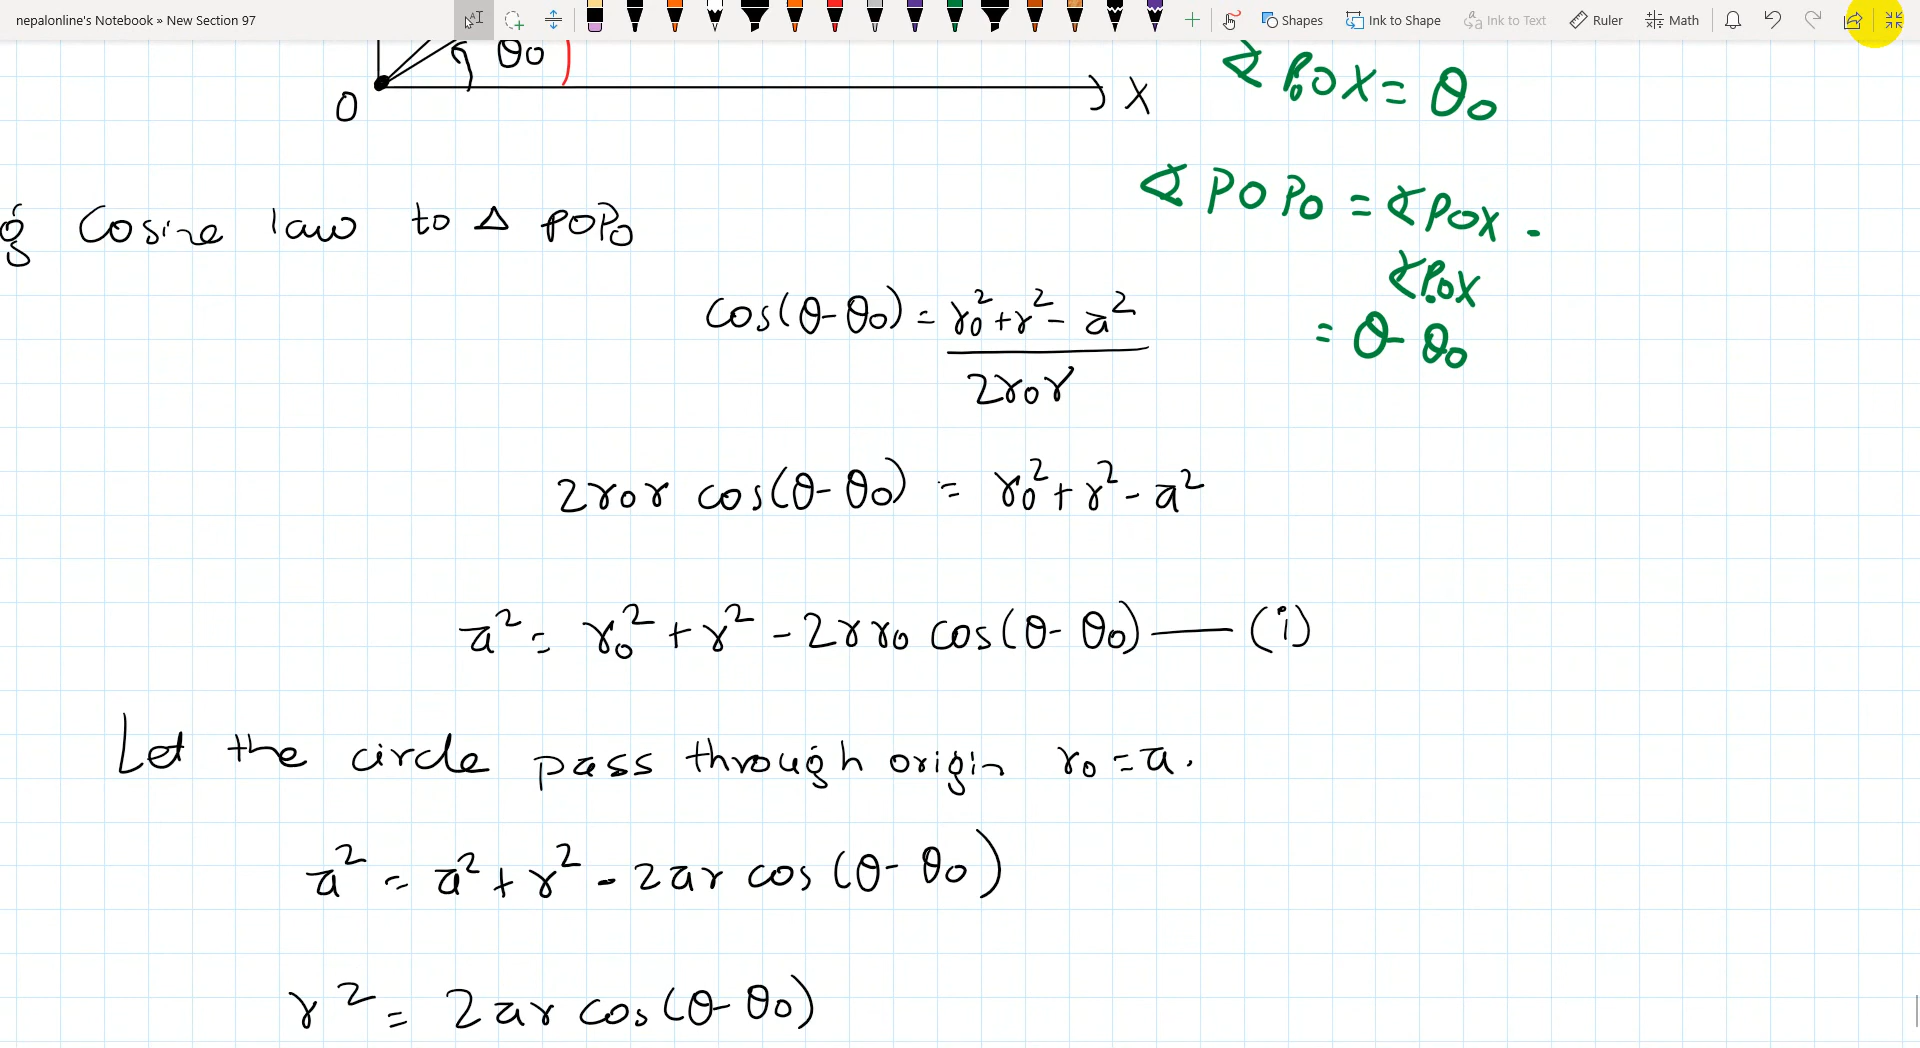 nepalonline's Notebook » New Section 97
Shapes Ink to Shape Ink to Text Ruler Math
θ₀
O X
∢ P₀OX = θ₀
∢ POP₀ = ∢POX -
∢P₀OX
= θ - θ₀
g Cosine law to Δ POP₀
cos(θ-θ₀) = r₀² + r² - a²
2r₀r
2r₀r cos(θ-θ₀) = r₀² + r² - a²
a² = r₀² + r² - 2rr₀ cos(θ-θ₀) — (i)
Let the circle pass through origin r₀ = a.
a² = a² + r² - 2ar cos(θ-θ₀)
r² = 2ar cos(θ-θ₀)